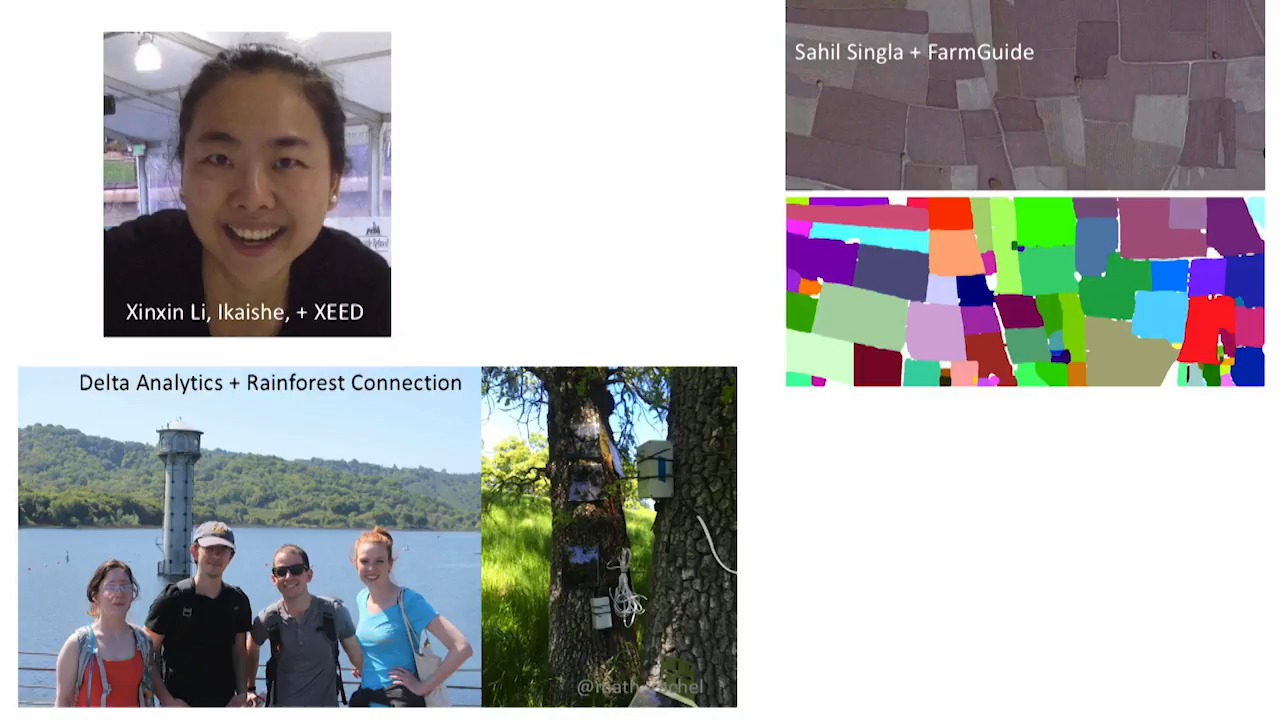 Sahil Singla + FarmGuide
Xinxin Li, Ikaishe, + XEED
Delta Analytics + Rainforest Connection